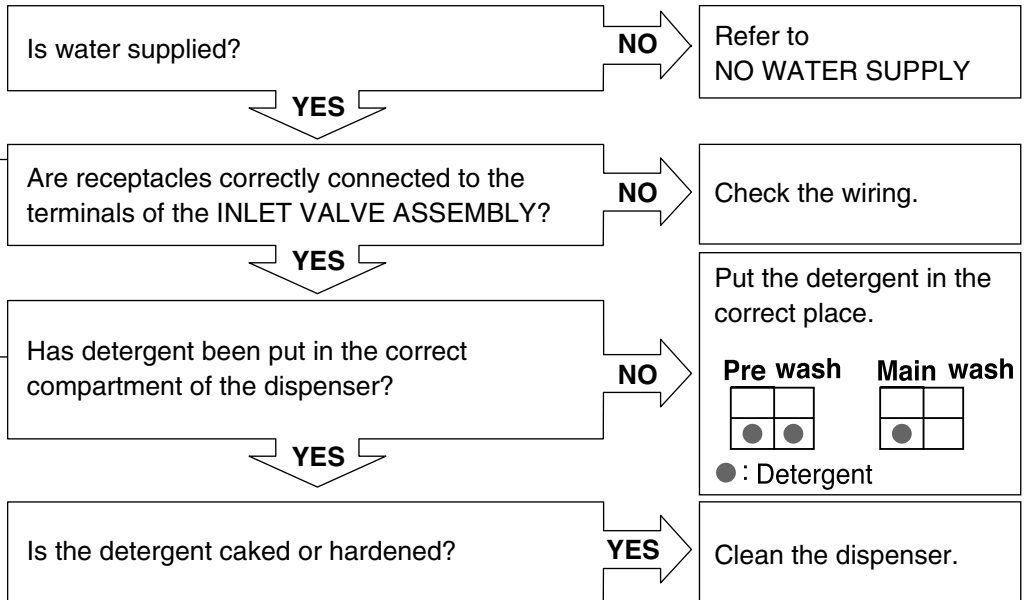 Is water supplied?
NO
Refer to
NO WATER SUPPLY
YES
Are receptacles correctly connected to the
terminals of the INLET VALVE ASSEMBLY?
NO
Check the wiring.
YES
Has detergent been put in the correct
compartment of the dispenser?
NO
Put the detergent in the
correct place.
Pre wash Main wash
: Detergent
YES
Is the detergent caked or hardened?
YES
Clean the dispenser.